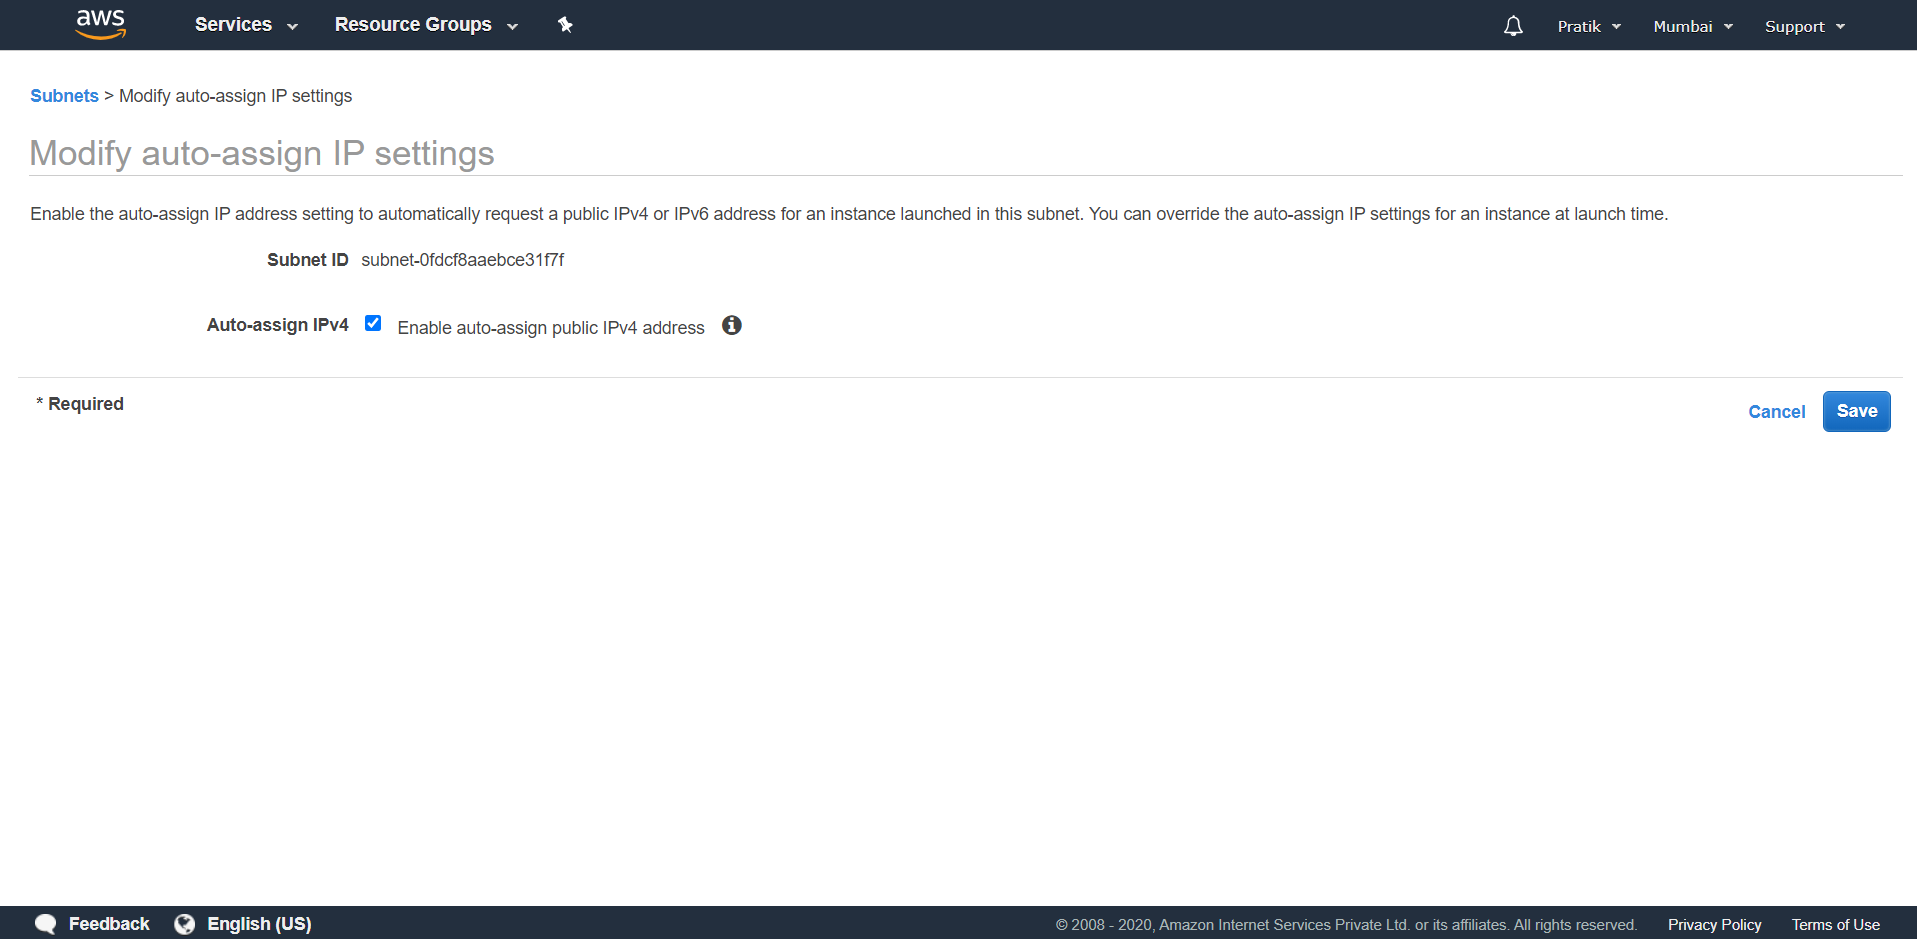 aws Services Resource Groups Pratik Mumbai Support
Subnets > Modify auto-assign IP settings
Modify auto-assign IP settings
Enable the auto-assign IP address setting to automatically request a public IPv4 or IPv6 address for an instance launched in this subnet. You can override the auto-assign IP settings for an instance at launch time.
Subnet ID subnet-0fdcf8aaebce31f7f
Auto-assign IPv4 Enable auto-assign public IPv4 address
* Required
Cancel Save
Feedback English (US) © 2008 - 2020, Amazon Internet Services Private Ltd. or its affiliates. All rights reserved. Privacy Policy Terms of Use